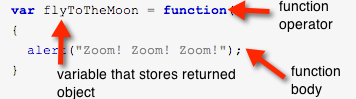 var flyToTheMoon = function(
{
alert("Zoom! Zoom! Zoom!");
}
function
operator
variable that stores returned
object
function
body